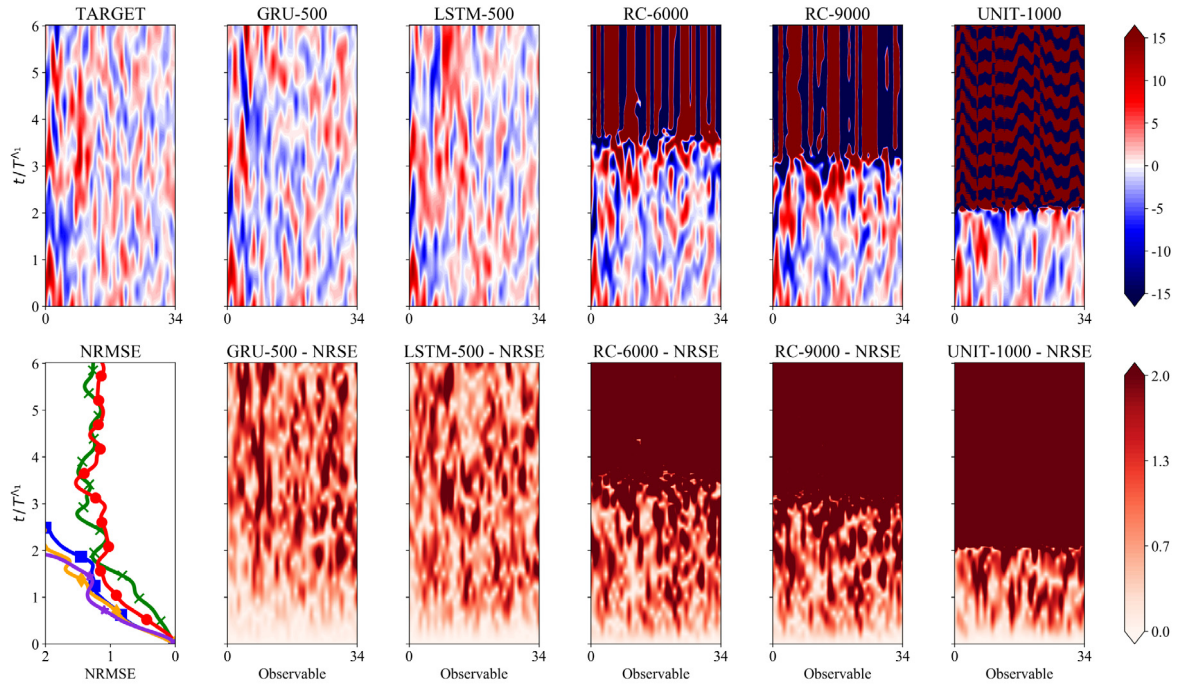 TARGET
GRU-500
LSTM-500
RC-6000
RC-9000
UNIT-1000
6
5
4
3
2
1
0
t/T^Λ1
0 34
0 34
0 34
0 34
0 34
0 34
15
10
5
0
-5
-10
-15
NRMSE
GRU-500 - NRSE
LSTM-500 - NRSE
RC-6000 - NRSE
RC-9000 - NRSE
UNIT-1000 - NRSE
6
5
4
3
2
1
0
t/T^Λ1
2 1 0
0 34
0 34
0 34
0 34
0 34
NRMSE
Observable
Observable
Observable
Observable
Observable
2.0
1.3
0.7
0.0